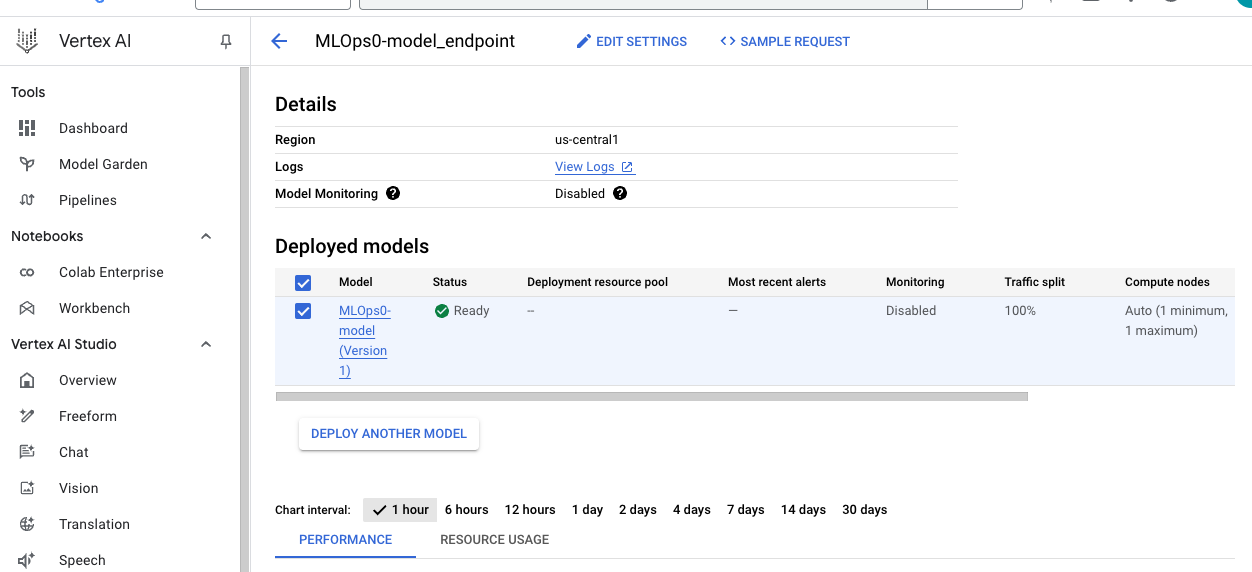 Vertex AI
MLOps0-model_endpoint
EDIT SETTINGS
SAMPLE REQUEST
Tools
Dashboard
Model Garden
Pipelines
Notebooks
Colab Enterprise
Workbench
Vertex AI Studio
Overview
Freeform
Chat
Vision
Translation
Speech
Details
Region us-central1
Logs View Logs
Model Monitoring ? Disabled ?
Deployed models
Model Status Deployment resource pool Most recent alerts Monitoring Traffic split Compute nodes
MLOps0- Ready -- — Disabled 100% Auto (1 minimum,
model 1 maximum)
(Version
1)
DEPLOY ANOTHER MODEL
Chart interval: 1 hour 6 hours 12 hours 1 day 2 days 4 days 7 days 14 days 30 days
PERFORMANCE RESOURCE USAGE